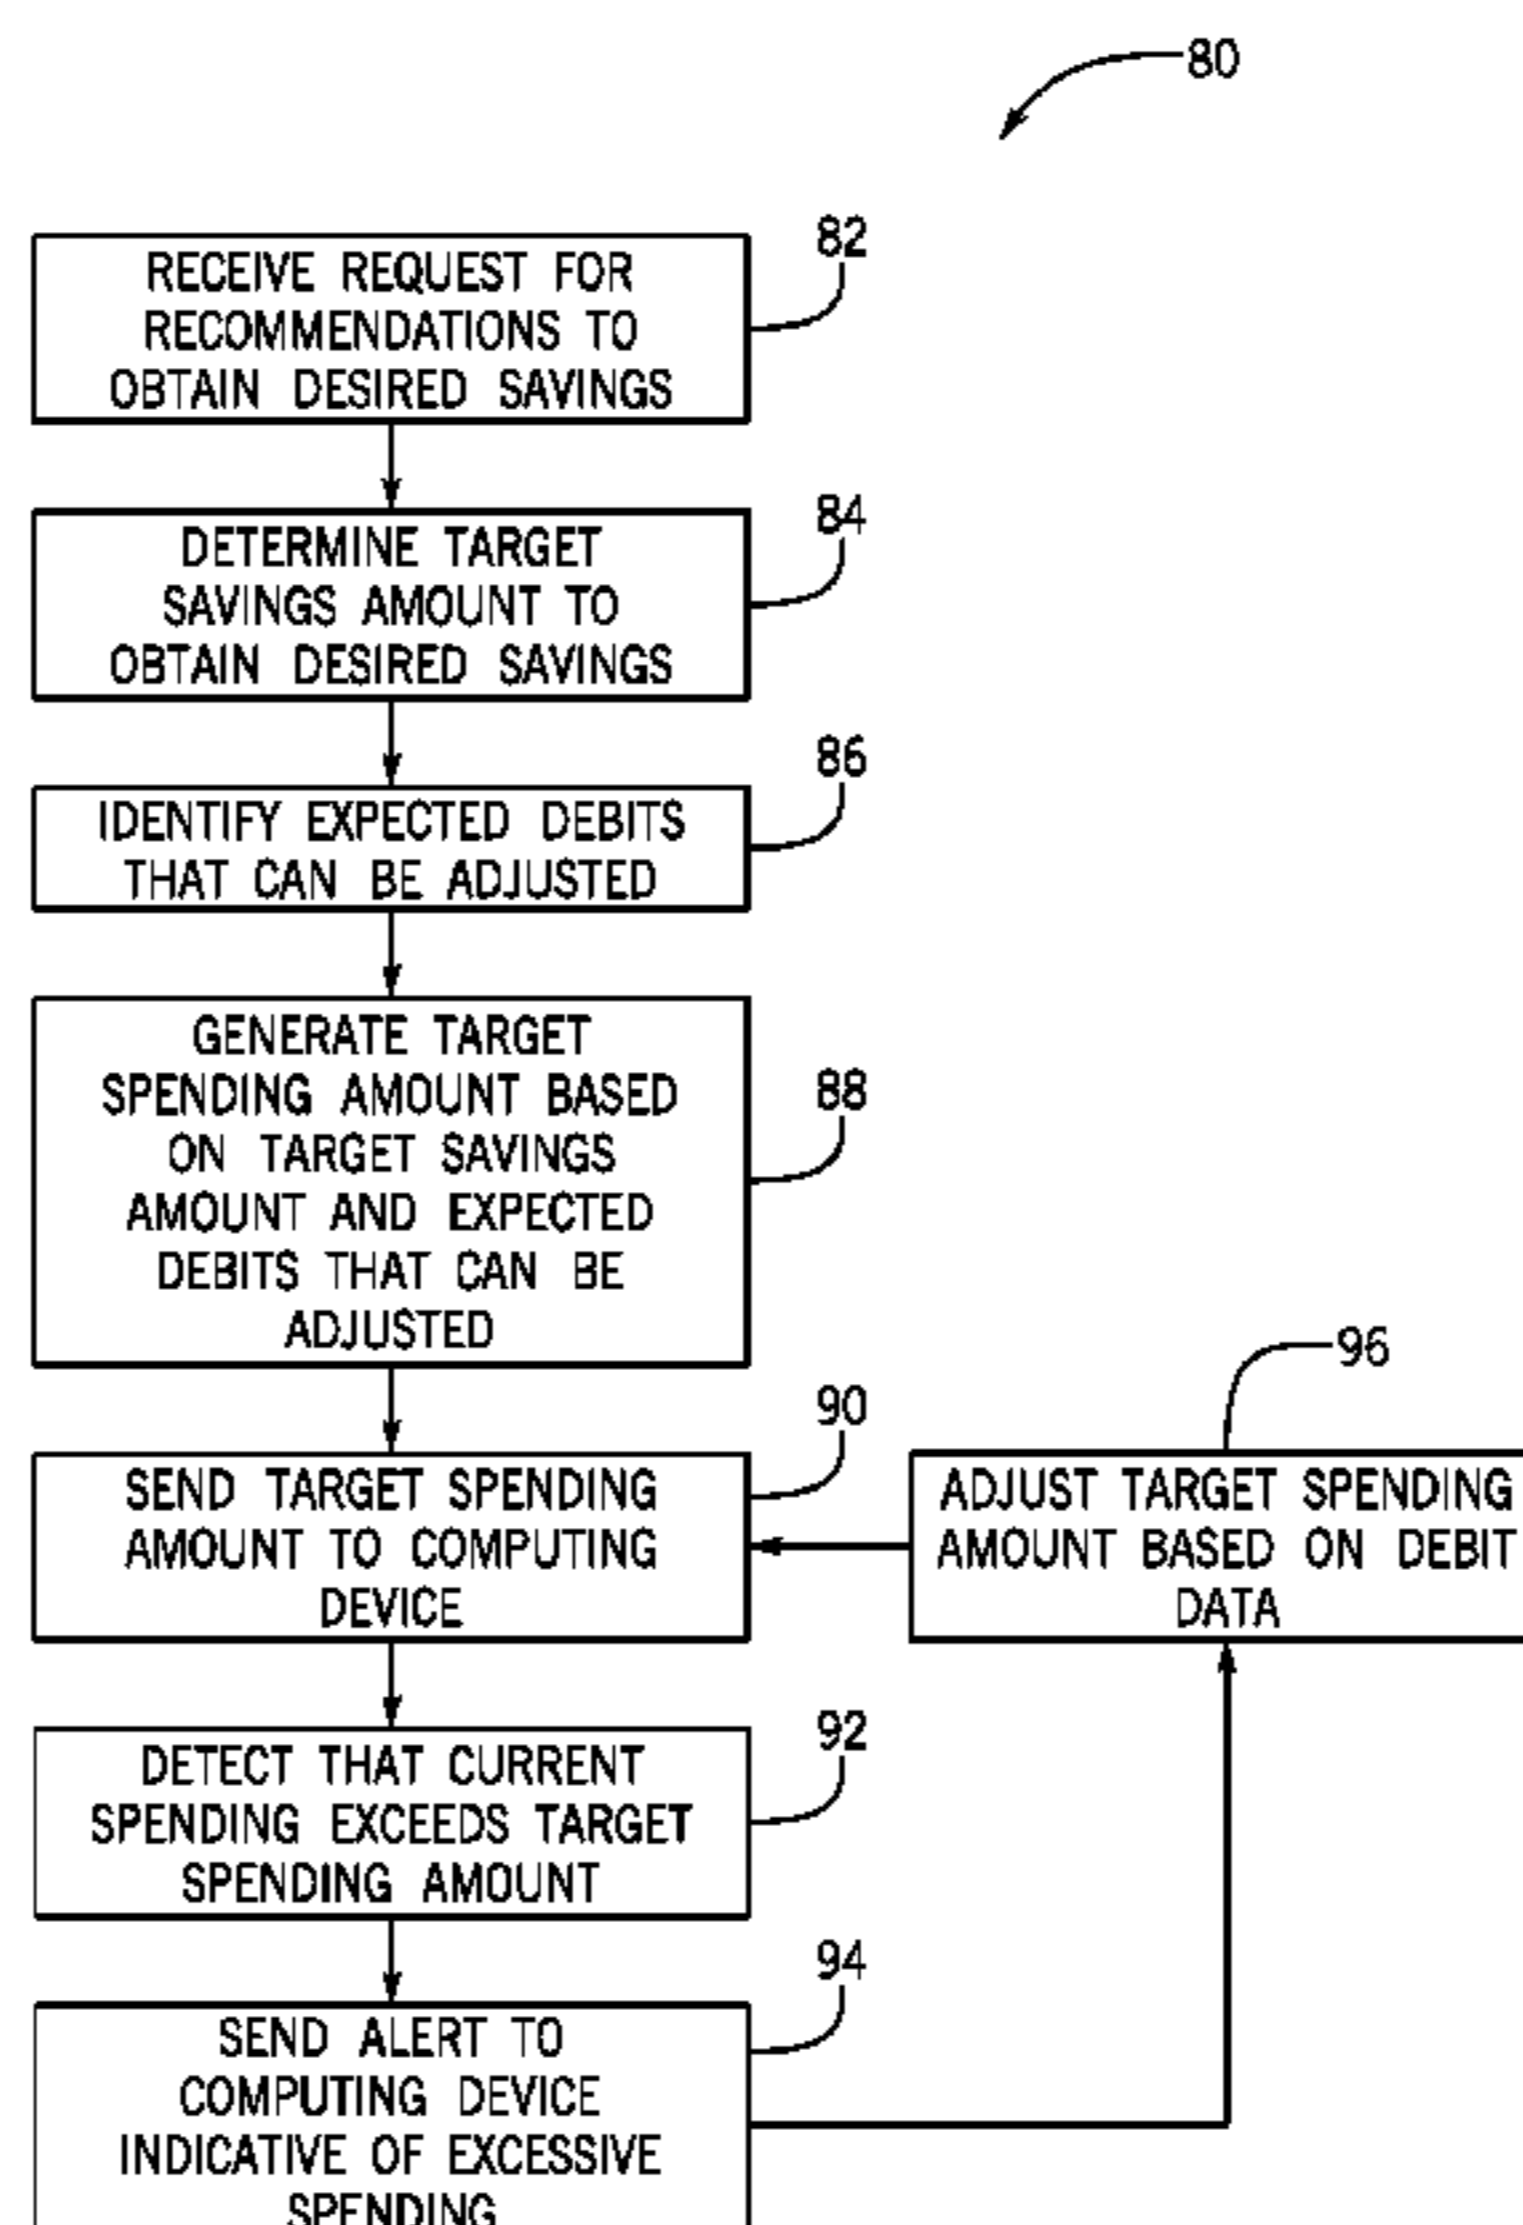 80
82
RECEIVE REQUEST FOR
RECOMMENDATIONS TO
OBTAIN DESIRED SAVINGS
84
DETERMINE TARGET
SAVINGS AMOUNT TO
OBTAIN DESIRED SAVINGS
86
IDENTIFY EXPECTED DEBITS
THAT CAN BE ADJUSTED
88
GENERATE TARGET
SPENDING AMOUNT BASED
ON TARGET SAVINGS
AMOUNT AND EXPECTED
DEBITS THAT CAN BE
ADJUSTED
90
SEND TARGET SPENDING
AMOUNT TO COMPUTING
DEVICE
96
ADJUST TARGET SPENDING
AMOUNT BASED ON DEBIT
DATA
92
DETECT THAT CURRENT
SPENDING EXCEEDS TARGET
SPENDING AMOUNT
94
SEND ALERT TO
COMPUTING DEVICE
INDICATIVE OF EXCESSIVE
SPENDING